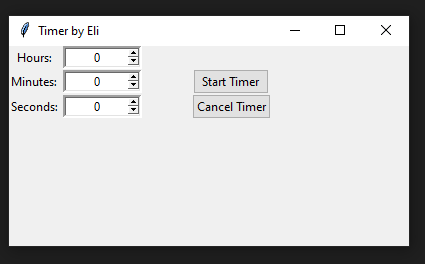 Timer by Eli
Hours: 0
Minutes: 0 Start Timer
Seconds: 0 Cancel Timer